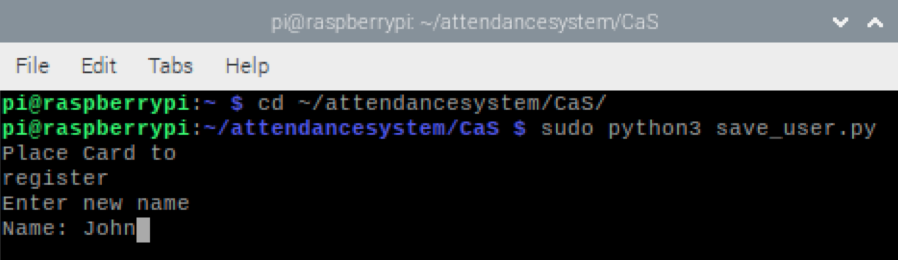 pi@raspberrypi: ~/attendancesystem/CaS
File Edit Tabs Help
pi@raspberrypi:~ $ cd ~/attendancesystem/CaS/
pi@raspberrypi:~/attendancesystem/CaS $ sudo python3 save_user.py
Place Card to
register
Enter new name
Name: John